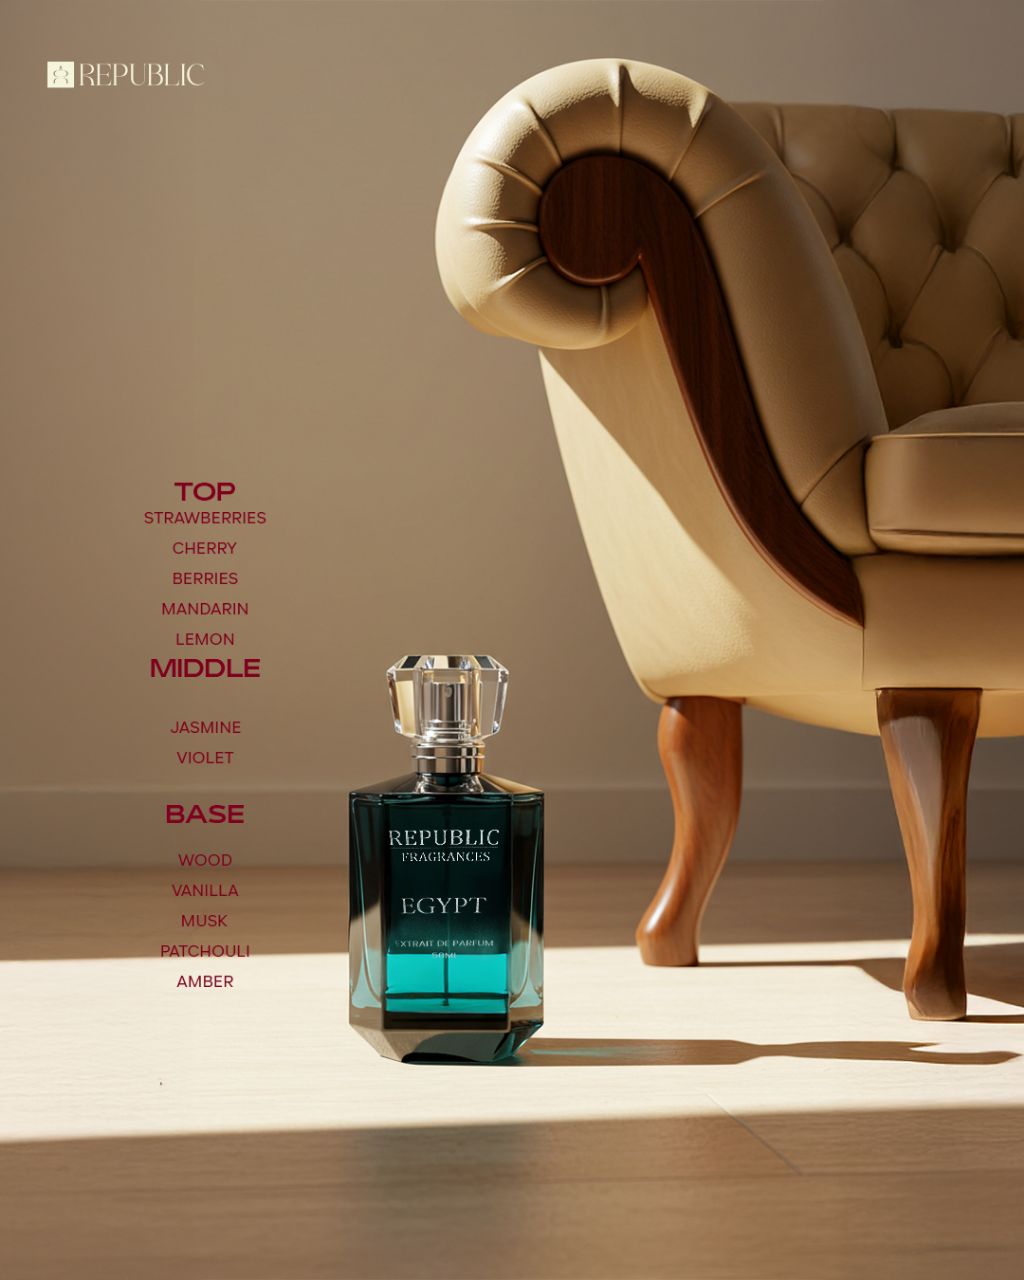 REPUBLIC
TOP
STRAWBERRIES
CHERRY
BERRIES
MANDARIN
LEMON
MIDDLE
JASMINE
VIOLET
BASE
WOOD
VANILLA
MUSK
PATCHOULI
AMBER
REPUBLIC
FRAGRANCES
EGYPT
EXTRAIT DE PARFUM
50ML